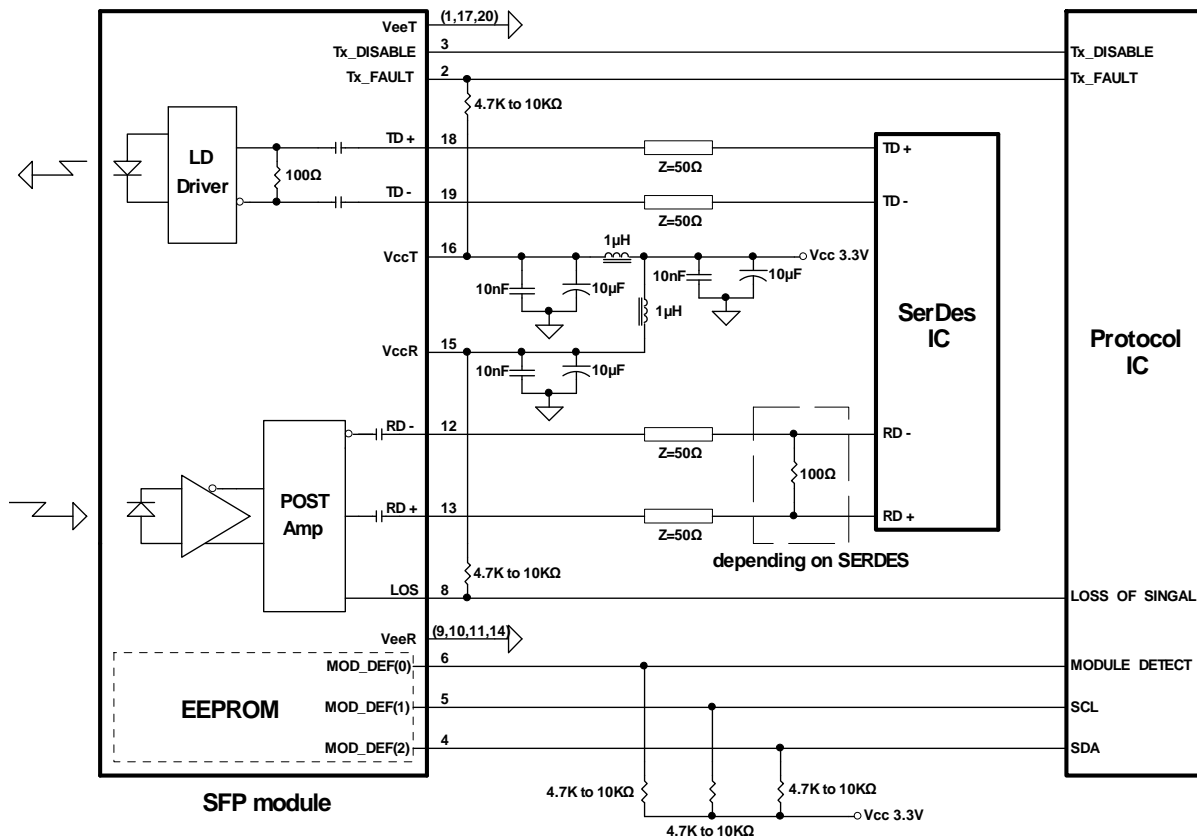 VeeT
(1,17,20)
Tx_DISABLE
3
Tx_DISABLE
Tx_FAULT
2
Tx_FAULT
4.7K to 10KΩ
LD
Driver
100Ω
TD +
18
Z=50Ω
TD +
TD -
19
Z=50Ω
TD -
VccT
16
1µH
Vcc 3.3V
10nF
10µF
10nF
10µF
1µH
SerDes
IC
Protocol
IC
VccR
15
10nF
10µF
POST
Amp
RD -
12
Z=50Ω
RD -
100Ω
RD +
13
Z=50Ω
RD +
depending on SERDES
4.7K to 10KΩ
LOS
8
LOSS OF SINGAL
VeeR
(9,10,11,14)
EEPROM
MOD_DEF(0)
6
MODULE DETECT
MOD_DEF(1)
5
SCL
MOD_DEF(2)
4
SDA
4.7K to 10KΩ
4.7K to 10KΩ
4.7K to 10KΩ
Vcc 3.3V
SFP module